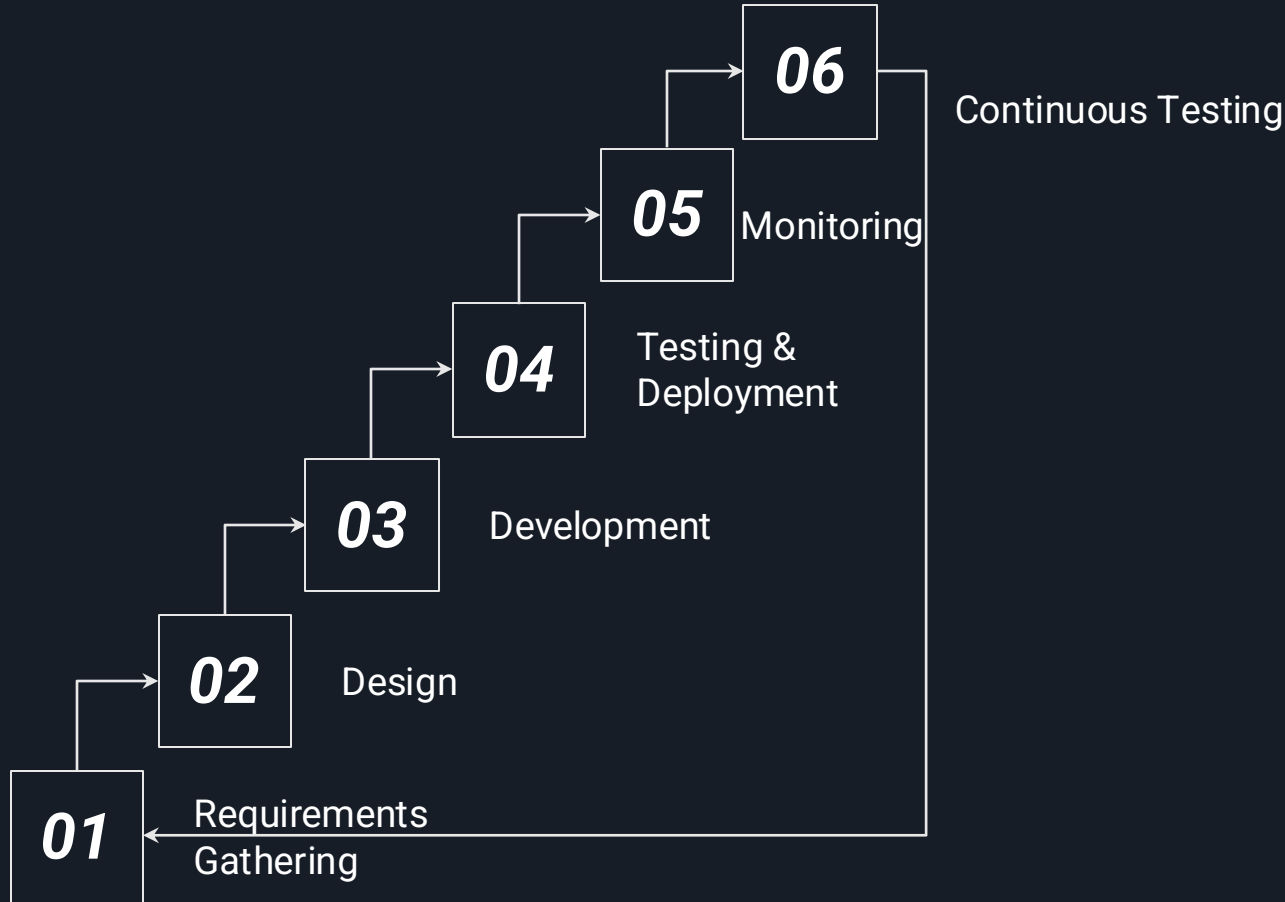 06
Continuous Testing
05
Monitoring
04
Testing &
Deployment
03
Development
02
Design
01
Requirements
Gathering